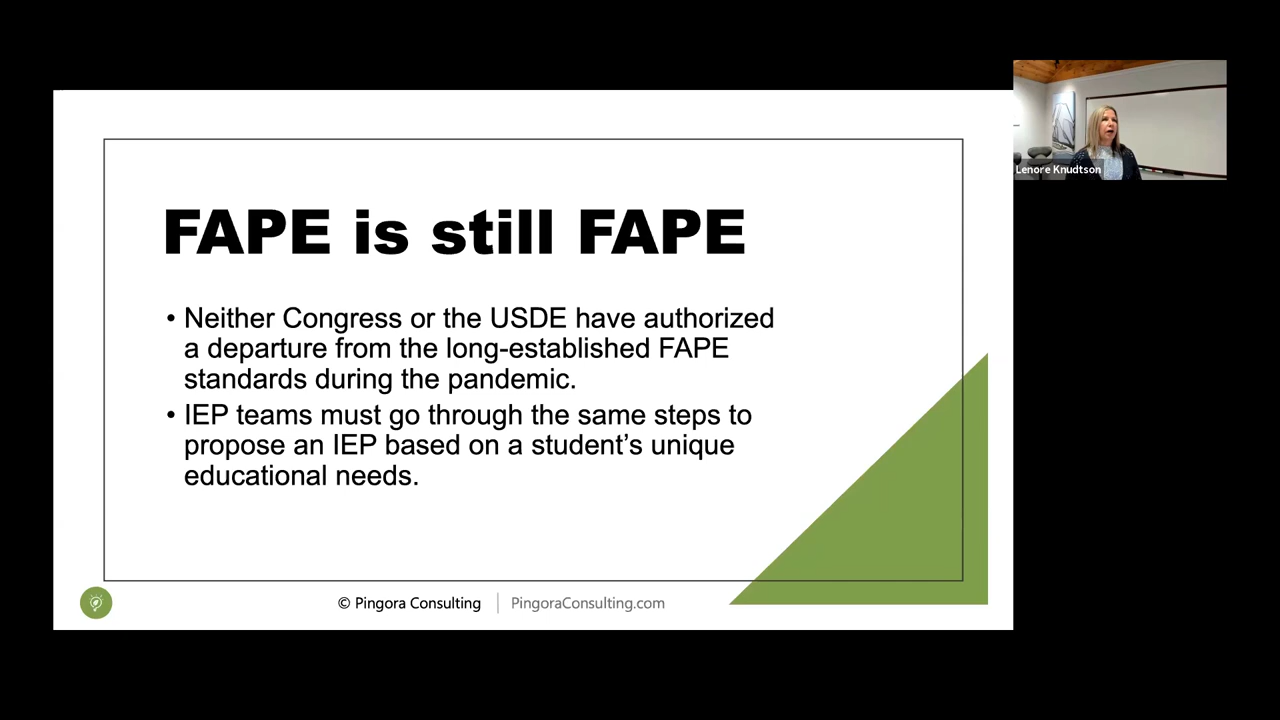 FAPE is still FAPE
• Neither Congress or the USDE have authorized
a departure from the long-established FAPE
standards during the pandemic.
• IEP teams must go through the same steps to
propose an IEP based on a student’s unique
educational needs.
© Pingora Consulting
PingoraConsulting.com
Lenore Knudtson